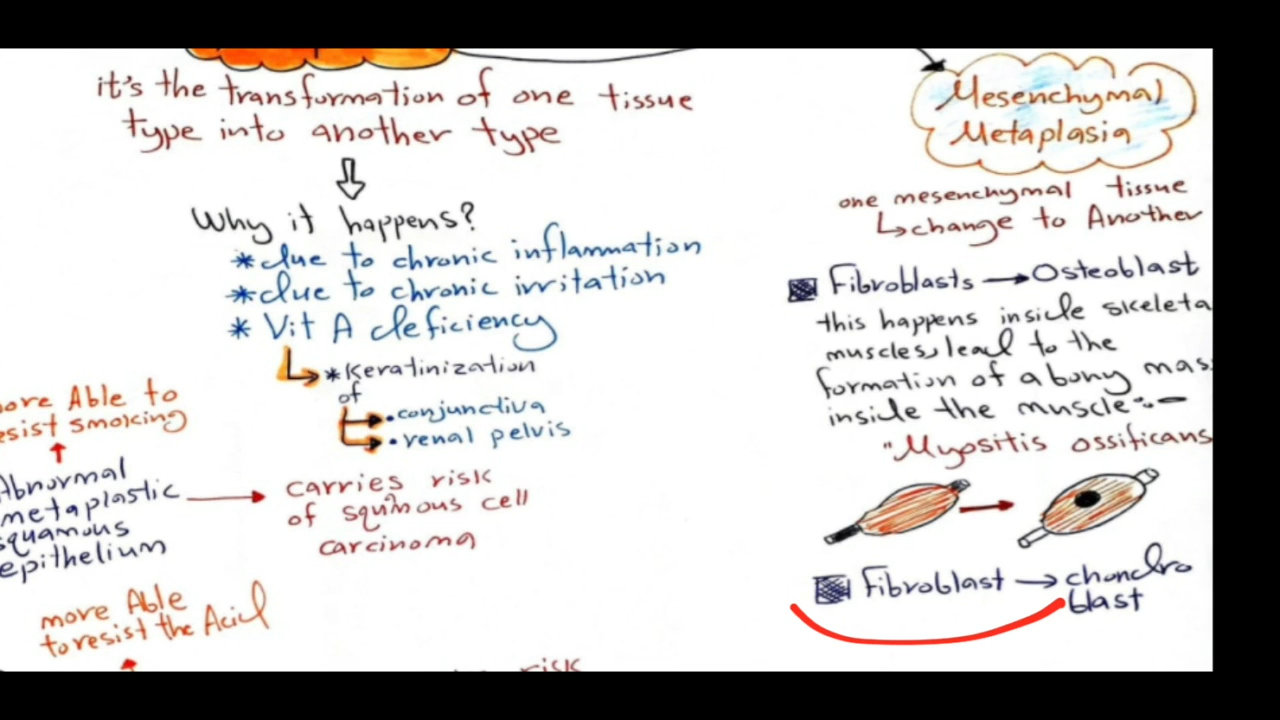 it's the transformation of one tissue
type into another type
Why it happens?
* due to chronic inflammation
* due to chronic irritation
* Vit A deficiency
* Keratinization
of
• conjunctiva
• renal pelvis
ore Able to
esist smoking
Abnormal
metaplastic
squamous
epithelium
carries risk
of squmous cell
carcinoma
more Able
to resist the Acid
risk
Mesenchymal
Metaplasia
one mesenchymal tissue
change to Another
Fibroblasts → Osteoblast
this happens inside skeleta
muscles, lead to the
formation of a bony mas
inside the muscle
"Myositis ossificans
Fibroblast → chondro
blast